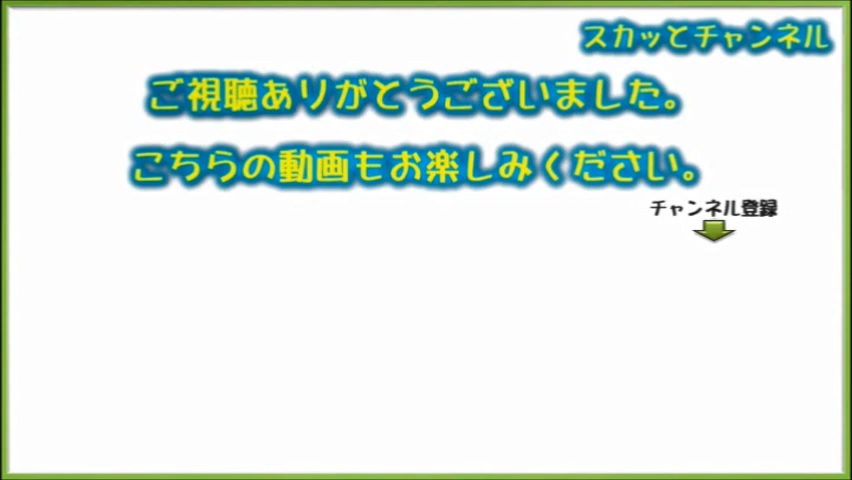 スカッとチャンネル
ご視聴ありがとうございました。
こちらの動画もお楽しみください。
チャンネル登録